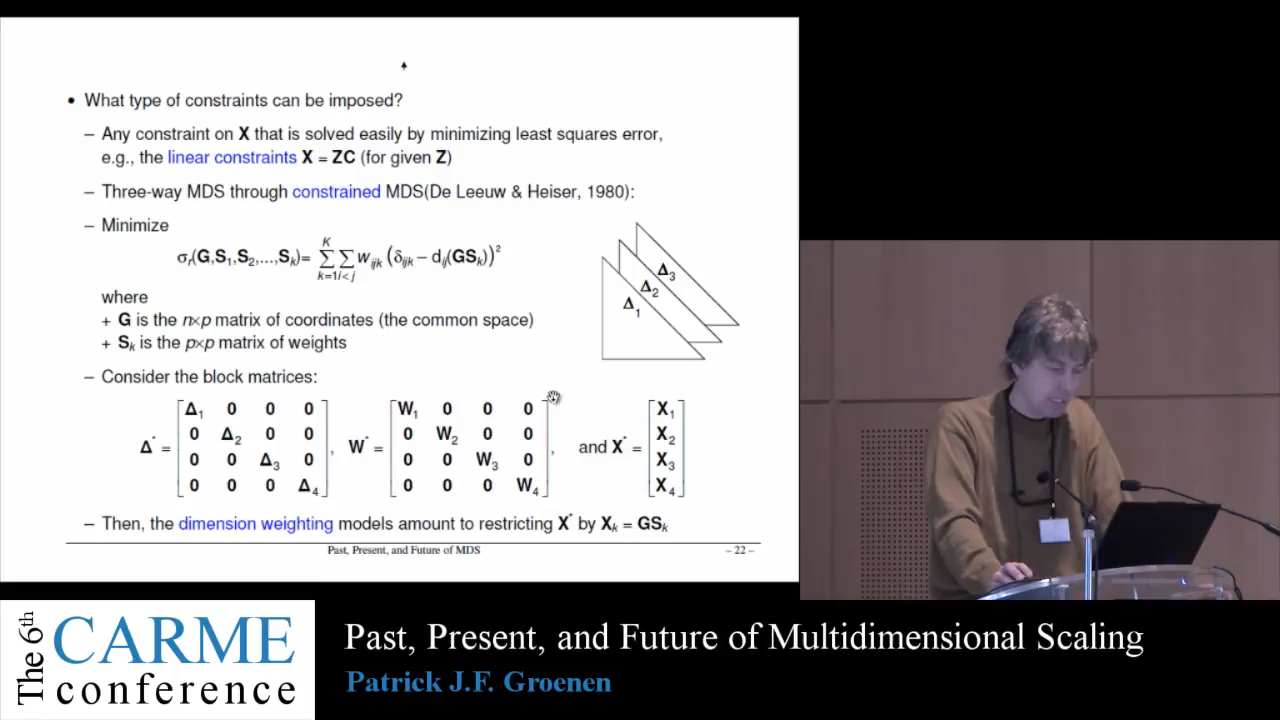 • What type of constraints can be imposed?
– Any constraint on X that is solved easily by minimizing least squares error,
e.g., the linear constraints X = ZC (for given Z)
– Three-way MDS through constrained MDS(De Leeuw & Heiser, 1980):
– Minimize
σr(G,S1,S2,...,Sk)= K ∑ k=1 ∑ i<j wijk (δijk – dij(GSk))²
where
+ G is the n×p matrix of coordinates (the common space)
+ Sk is the p×p matrix of weights
Δ1 Δ2 Δ3
– Consider the block matrices:
Δ* = [Δ1 0 0 0
0 Δ2 0 0
0 0 Δ3 0
0 0 0 Δ4] , W* = [W1 0 0 0
0 W2 0 0
0 0 W3 0
0 0 0 W4] , and X* = [X1
X2
X3
X4]
– Then, the dimension weighting models amount to restricting X* by Xk = GSk
Past, Present, and Future of MDS – 22 –
The 6th CARME conference
Past, Present, and Future of Multidimensional Scaling
Patrick J.F. Groenen